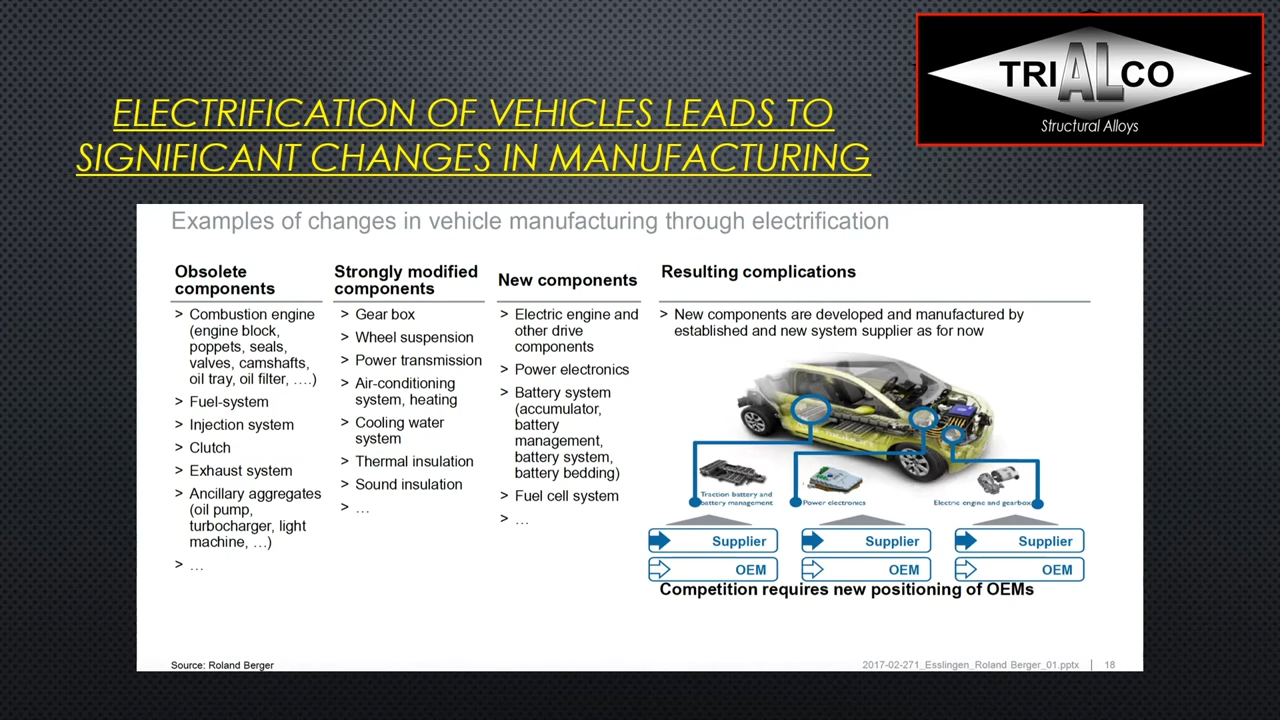 TRIALCO
Structural Alloys
ELECTRIFICATION OF VEHICLES LEADS TO
SIGNIFICANT CHANGES IN MANUFACTURING
Examples of changes in vehicle manufacturing through electrification
Obsolete
components
> Combustion engine
(engine block,
poppets, seals,
valves, camshafts,
oil tray, oil filter, ….)
> Fuel-system
> Injection system
> Clutch
> Exhaust system
> Ancillary aggregates
(oil pump,
turbocharger, light
machine, …)
> …
Strongly modified
components
> Gear box
> Wheel suspension
> Power transmission
> Air-conditioning
system, heating
> Cooling water
system
> Thermal insulation
> Sound insulation
> …
New components
> Electric engine and
other drive
components
> Power electronics
> Battery system
(accumulator,
battery
management,
battery system,
battery bedding)
> Fuel cell system
> …
Resulting complications
> New components are developed and manufactured by
established and new system supplier as for now
Traction battery and
battery management
Power electronics
Electric engine and gearbox
Supplier
OEM
Supplier
OEM
Supplier
OEM
Competition requires new positioning of OEMs
Source: Roland Berger
2017-02-271_Esslingen_Roland Berger_01.pptx | 18